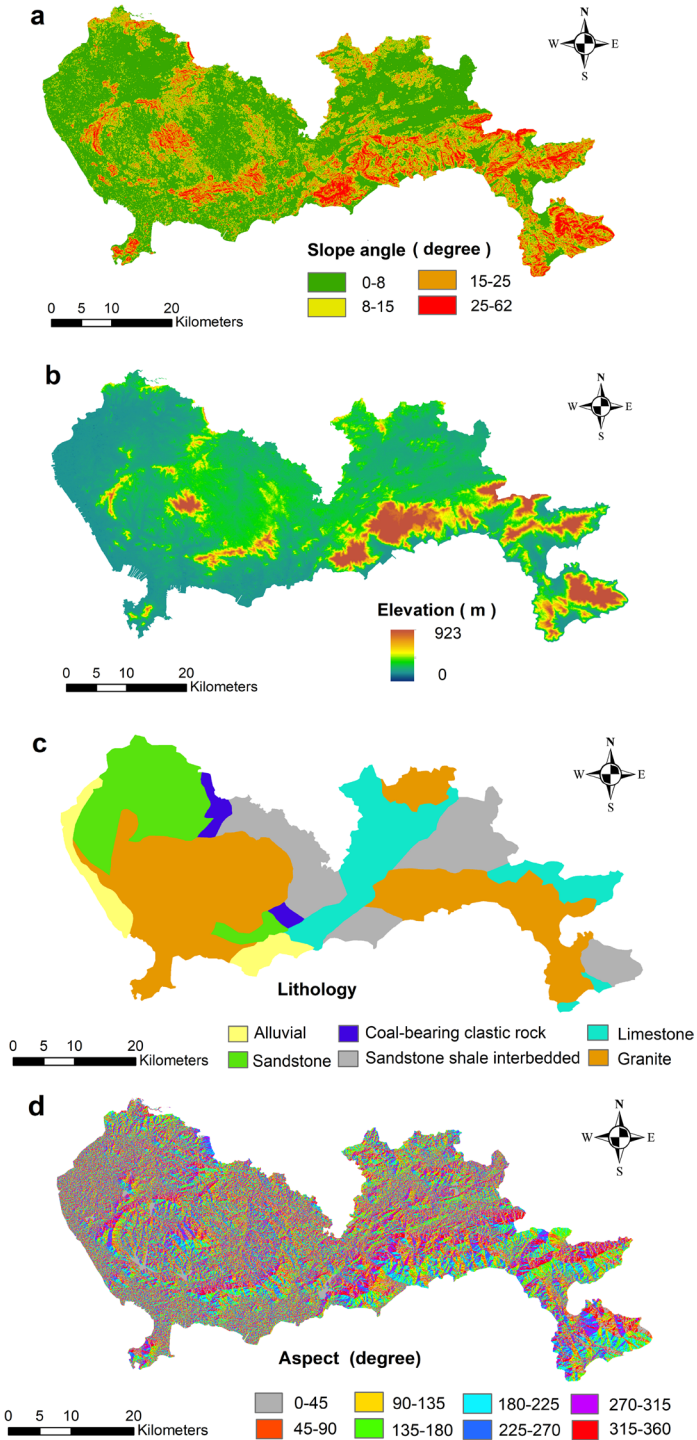 a
N
W E
S
Slope angle ( degree )
0-8 15-25
8-15 25-62
0 5 10 20
Kilometers
b
N
W E
S
Elevation ( m )
923
0
0 5 10 20
Kilometers
c
N
W E
S
Lithology
Alluvial Coal-bearing clastic rock Limestone
Sandstone Sandstone shale interbedded Granite
0 5 10 20
Kilometers
d
N
W E
S
Aspect (degree)
0-45 90-135 180-225 270-315
45-90 135-180 225-270 315-360
0 5 10 20
Kilometers